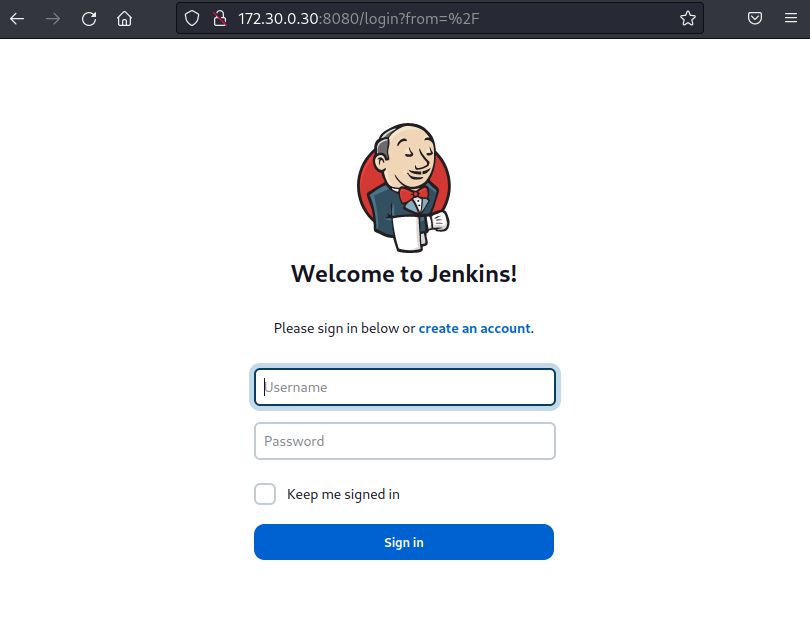 172.30.0.30:8080/login?from=%2F
Welcome to Jenkins!
Please sign in below or create an account.
Username
Password
Keep me signed in
Sign in